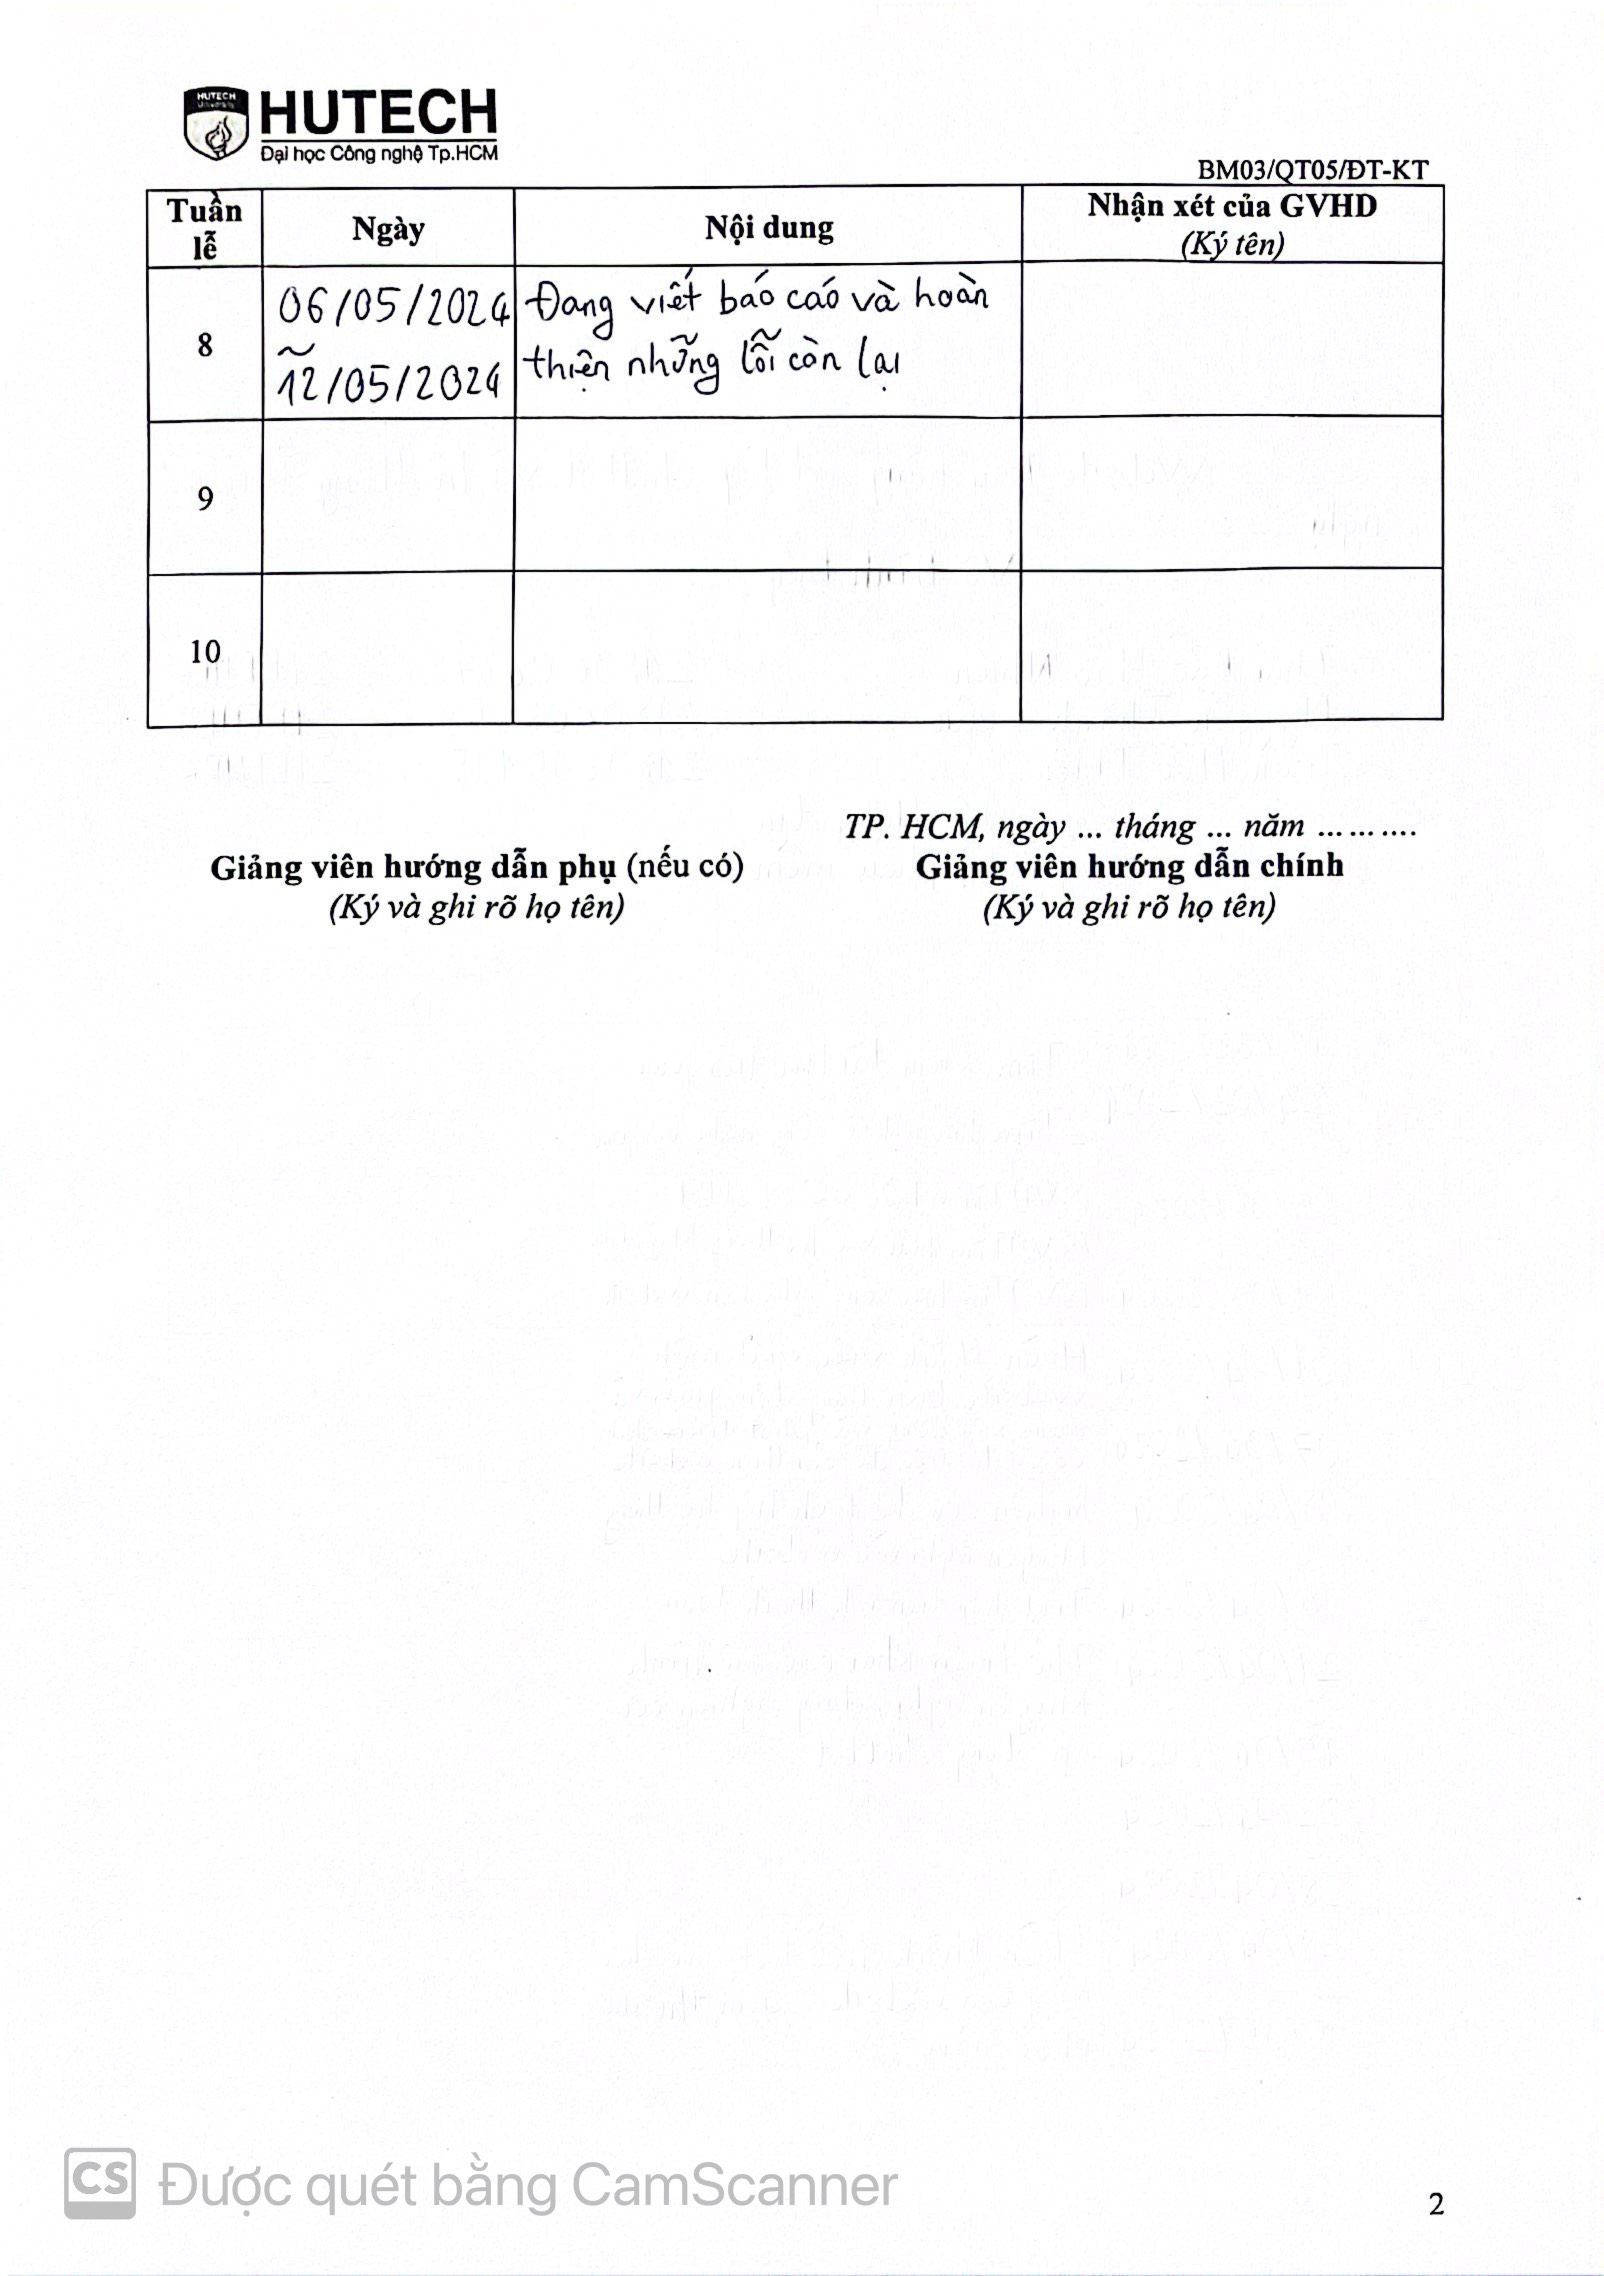 HUTECH
University
HUTECH
Đại học Công nghệ Tp.HCM
BM03/QT05/ĐT-KT
Tuần lễ
Ngày
Nội dung
Nhận xét của GVHD
(Ký tên)
8
06/05/2024
~
12/05/2024
Đang viết báo cáo và hoàn
thiện những lỗi còn lại
9
10
TP. HCM, ngày ... tháng ... năm ... ... ....
Giảng viên hướng dẫn phụ (nếu có)
(Ký và ghi rõ họ tên)
Giảng viên hướng dẫn chính
(Ký và ghi rõ họ tên)
CS Được quét bằng CamScanner
2